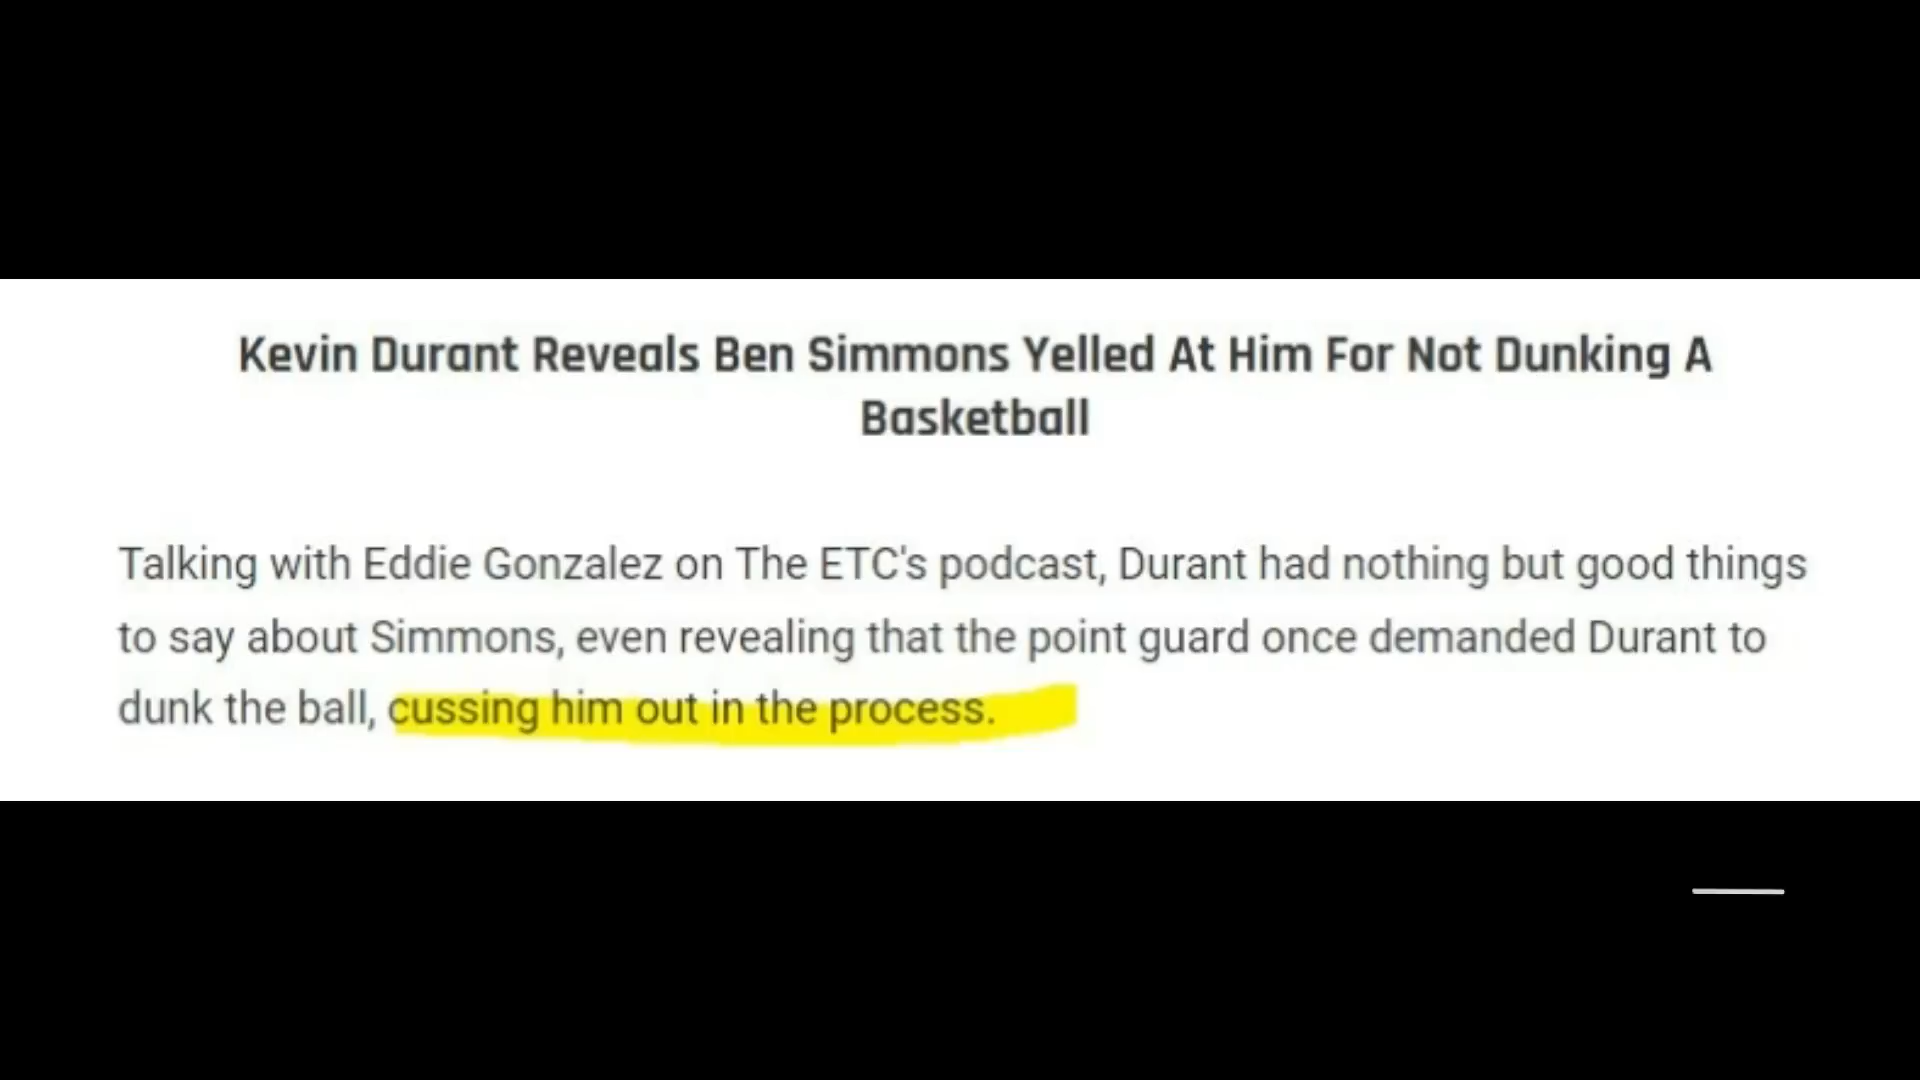 Kevin Durant Reveals Ben Simmons Yelled At Him For Not Dunking A
Basketball
Talking with Eddie Gonzalez on The ETC's podcast, Durant had nothing but good things
to say about Simmons, even revealing that the point guard once demanded Durant to
dunk the ball, cussing him out in the process.